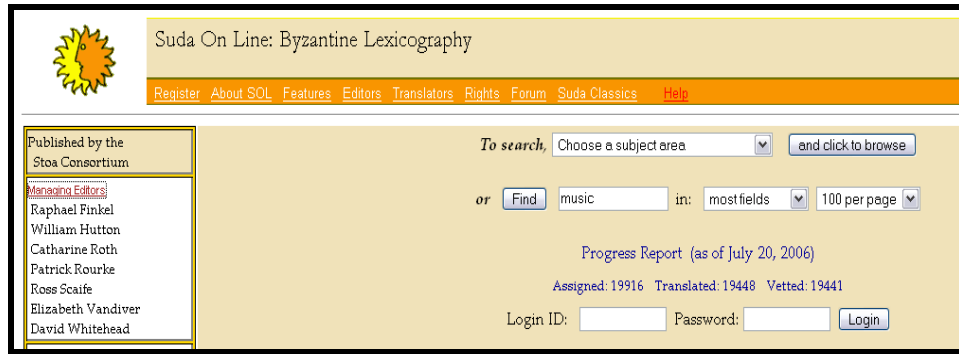 Suda On Line: Byzantine Lexicography
Register About SOL Features Editors Translators Rights Forum Suda Classics Help
Published by the
Stoa Consortium
Managing Editors:
Raphael Finkel
William Hutton
Catharine Roth
Patrick Rourke
Ross Scaife
Elizabeth Vandiver
David Whitehead
To search, Choose a subject area and click to browse
or Find music in: most fields 100 per page
Progress Report (as of July 20, 2006)
Assigned: 19916 Translated: 19448 Vetted: 19441
Login ID: Password: Login